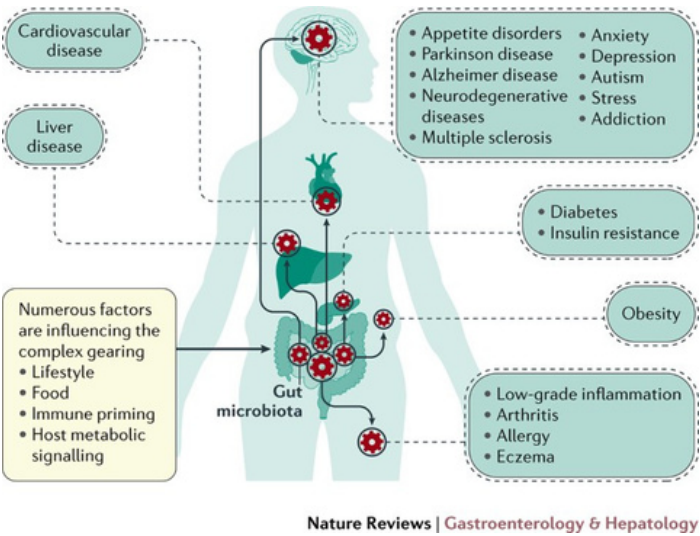 Cardiovascular
disease
Liver
disease
• Appetite disorders
• Parkinson disease
• Alzheimer disease
• Neurodegenerative
diseases
• Multiple sclerosis
• Anxiety
• Depression
• Autism
• Stress
• Addiction
• Diabetes
• Insulin resistance
Obesity
Numerous factors
are influencing the
complex gearing
• Lifestyle
• Food
• Immune priming
• Host metabolic
signalling
Gut
microbiota
• Low-grade inflammation
• Arthritis
• Allergy
• Eczema
Nature Reviews | Gastroenterology & Hepatology